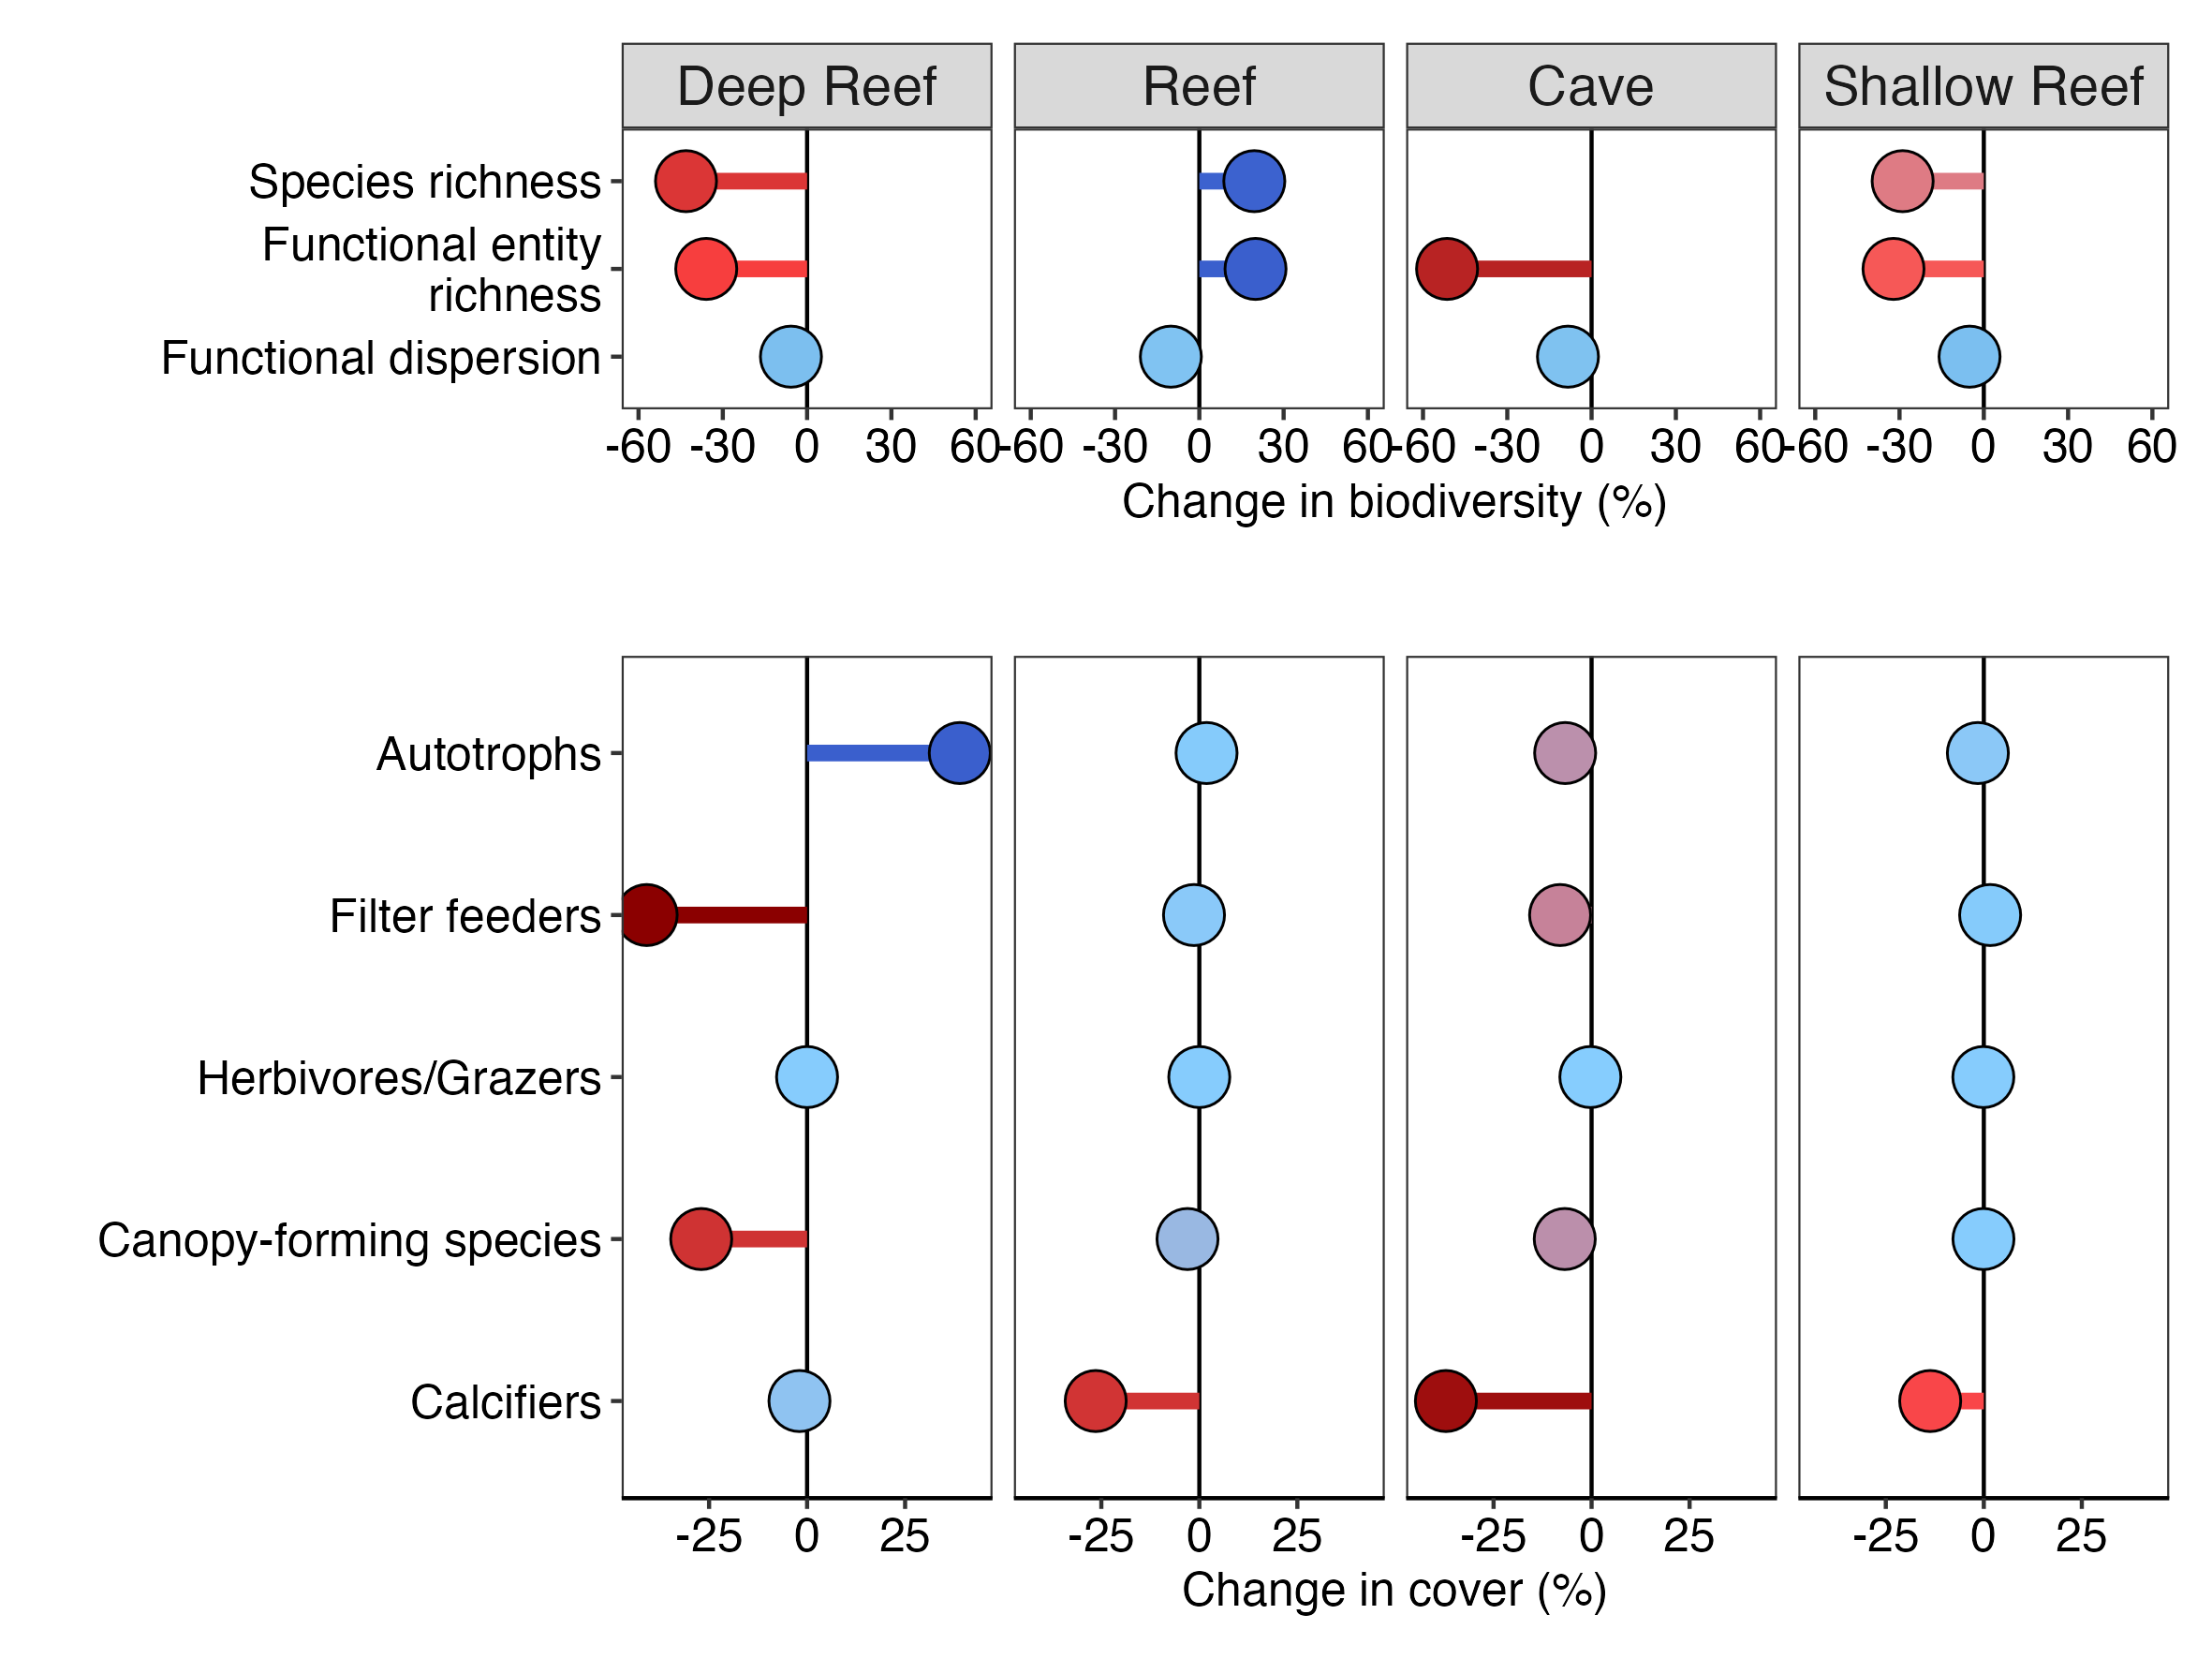 Deep Reef Reef Cave Shallow Reef
Species richness
Functional entity
richness
Functional dispersion
-60 -30 0 30 60 -60 -30 0 30 60 -60 -30 0 30 60 -60 -30 0 30 60
Change in biodiversity (%)
Autotrophs
Filter feeders
Herbivores/Grazers
Canopy-forming species
Calcifiers
-25 0 25 -25 0 25 -25 0 25 -25 0 25
Change in cover (%)